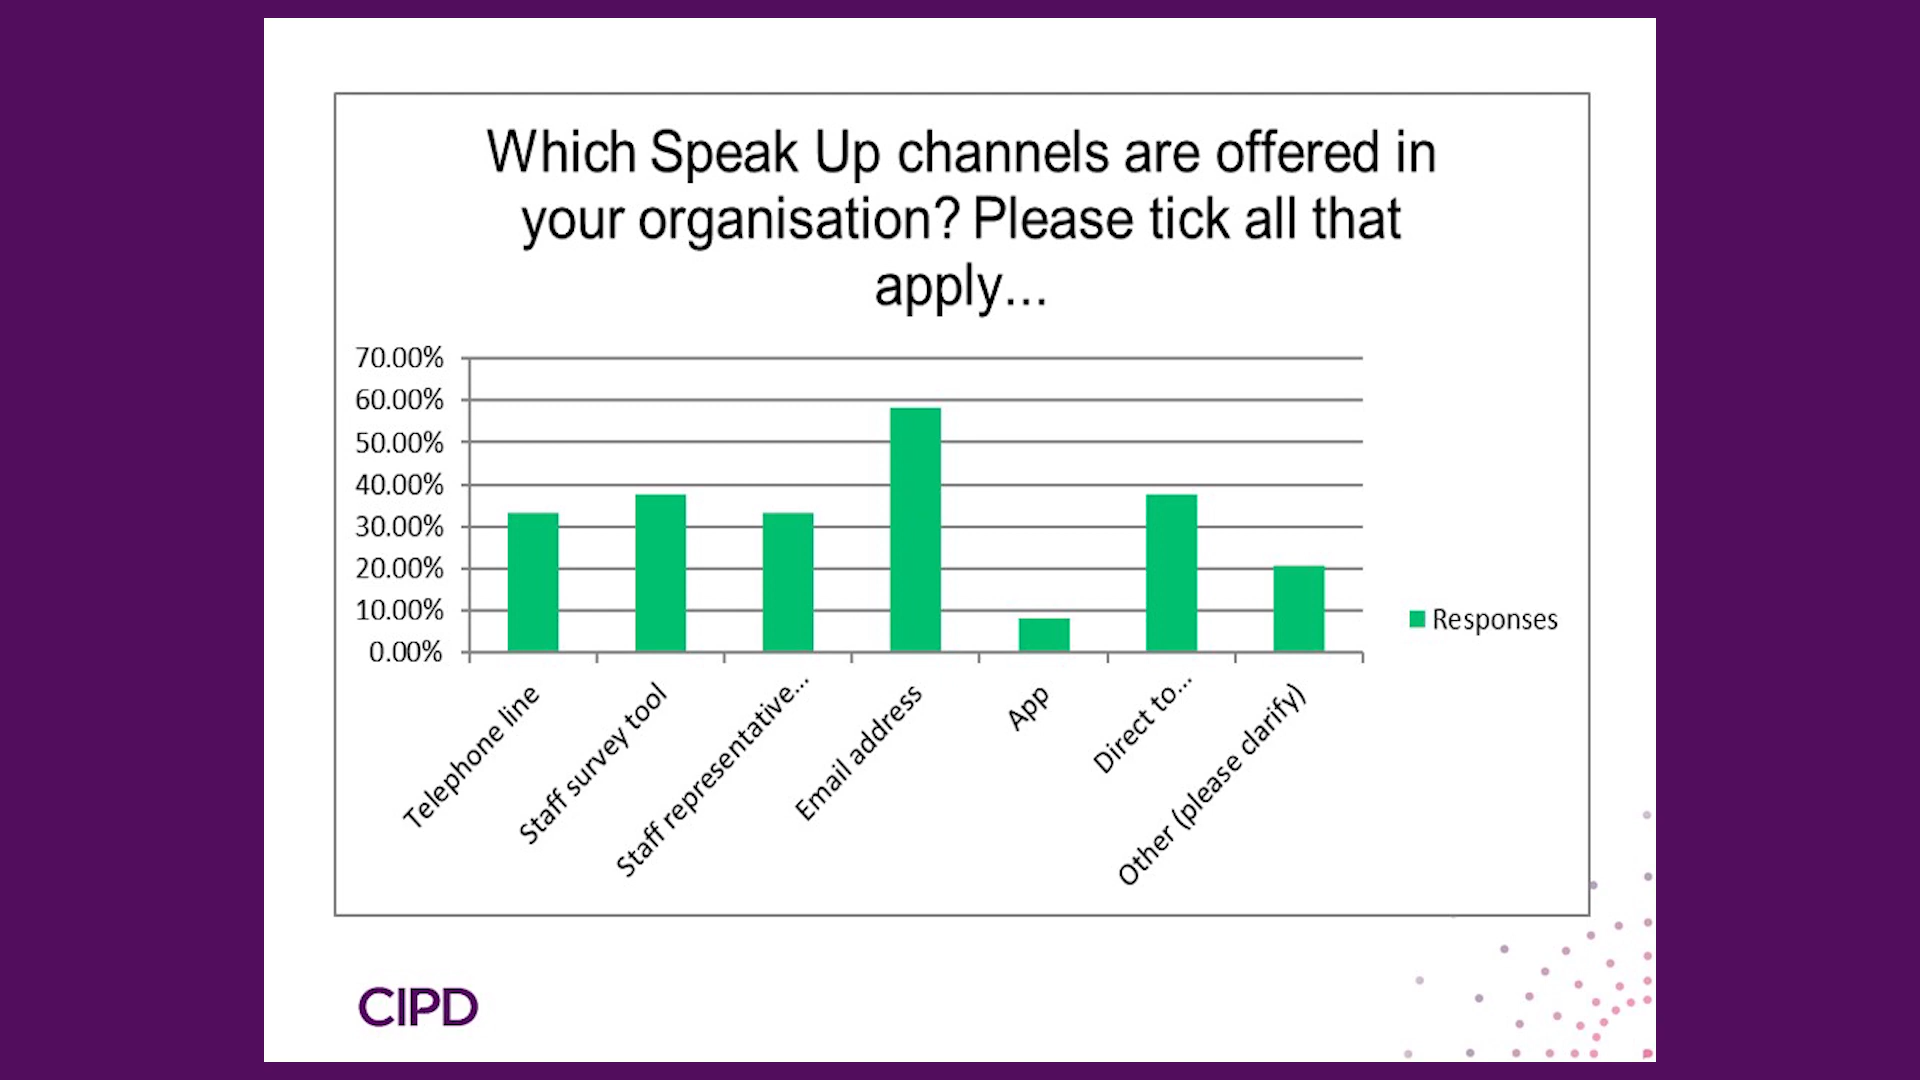 Which Speak Up channels are offered in
your organisation? Please tick all that
apply...
70.00%
60.00%
50.00%
40.00%
30.00%
20.00%
10.00%
0.00%
Telephone line
Staff survey tool
Staff representative...
Email address
App
Direct to...
Other (please clarify)
Responses
CIPD